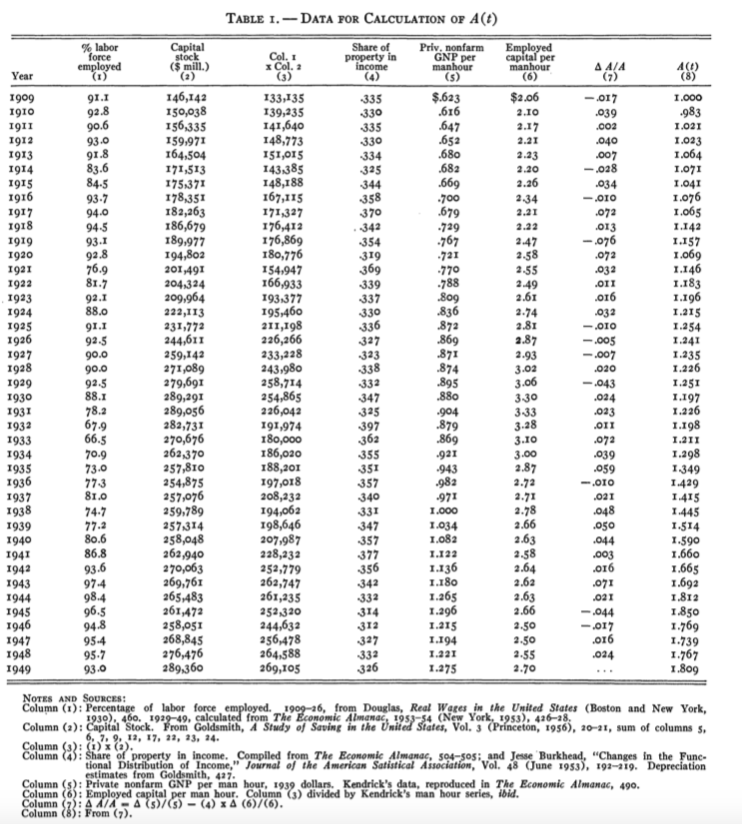 TABLE 1. — DATA FOR CALCULATION OF A(t)
Year % labor force employed (1) Capital stock ($ mill.) (2) Col. 1 x Col. 2 (3) Share of property in income (4) Priv. nonfarm GNP per manhour (5) Employed capital per manhour (6) Δ A/A (7) A(t) (8)
1909 91.1 146,142 133,135 .335 $.623 $2.06 —.017 1.000
1910 92.8 150,038 139,235 .330 .616 2.10 .039 .983
1911 90.6 156,335 141,640 .335 .647 2.17 .002 1.021
1912 93.0 159,971 148,773 .330 .652 2.21 .040 1.023
1913 91.8 164,504 151,015 .334 .680 2.23 .007 1.064
1914 83.6 171,513 143,385 .325 .682 2.20 —.028 1.071
1915 84.5 175,371 148,188 .344 .669 2.26 .034 1.041
1916 93.7 178,351 167,115 .358 .700 2.34 —.010 1.076
1917 94.0 182,263 171,327 .370 .679 2.21 .072 1.065
1918 94.5 186,679 176,412 .342 .729 2.22 .013 1.142
1919 93.1 189,977 176,869 .354 .767 2.47 —.076 1.157
1920 92.8 194,802 180,776 .319 .721 2.58 .072 1.069
1921 76.9 201,491 154,947 .369 .770 2.55 .032 1.146
1922 81.7 204,324 166,933 .339 .788 2.49 .011 1.183
1923 92.1 209,964 193,377 .337 .809 2.61 .016 1.196
1924 88.0 222,113 195,460 .330 .836 2.74 .032 1.215
1925 91.1 231,772 211,198 .336 .872 2.81 —.010 1.254
1926 92.5 244,611 226,266 .327 .869 2.87 —.005 1.241
1927 90.0 259,142 233,228 .323 .871 2.93 —.007 1.235
1928 90.0 271,089 243,980 .338 .874 3.02 .020 1.226
1929 92.5 279,691 258,714 .332 .895 3.06 —.043 1.251
1930 88.1 289,291 254,865 .347 .880 3.30 .024 1.197
1931 78.2 289,056 226,042 .325 .904 3.33 .023 1.226
1932 67.9 282,731 191,974 .397 .879 3.28 .011 1.198
1933 66.5 270,676 180,000 .362 .869 3.10 .072 1.211
1934 70.9 262,370 186,020 .355 .921 3.00 .039 1.298
1935 73.0 257,810 188,201 .351 .943 2.87 .059 1.349
1936 77.3 254,875 197,018 .357 .982 2.72 —.010 1.429
1937 81.0 257,076 208,232 .340 .971 2.71 .021 1.415
1938 74.7 259,789 194,062 .331 1.000 2.78 .048 1.445
1939 77.2 257,314 198,646 .347 1.034 2.66 .050 1.514
1940 80.6 258,048 207,987 .357 1.082 2.63 .044 1.590
1941 86.8 262,940 228,232 .377 1.122 2.58 .003 1.660
1942 93.6 270,063 252,779 .356 1.136 2.64 .016 1.665
1943 97.4 269,761 262,747 .342 1.180 2.62 .071 1.692
1944 98.4 265,483 261,235 .332 1.265 2.63 .021 1.812
1945 96.5 261,472 252,320 .314 1.296 2.66 —.044 1.850
1946 94.8 258,051 244,632 .312 1.215 2.50 —.017 1.769
1947 95.4 268,845 256,478 .327 1.194 2.50 .016 1.739
1948 95.7 276,476 264,588 .332 1.221 2.55 .024 1.767
1949 93.0 289,360 269,105 .326 1.275 2.70 ... 1.809
NOTES AND SOURCES:
Column (1): Percentage of labor force employed. 1909–26, from Douglas, Real Wages in the United States (Boston and New York,
1930), 460. 1929–49, calculated from The Economic Almanac, 1953–54 (New York, 1953), 426–28.
Column (2): Capital Stock. From Goldsmith, A Study of Saving in the United States, Vol. 3 (Princeton, 1956), 20–21, sum of columns 5,
6, 7, 9, 12, 17, 22, 23, 24.
Column (3): (1) x (2).
Column (4): Share of property in income. Compiled from The Economic Almanac, 504–505; and Jesse Burkhead, "Changes in the Func-
tional Distribution of Income," Journal of the American Satistical Association, Vol. 48 (June 1953), 192–219. Depreciation
estimates from Goldsmith, 427.
Column (5): Private nonfarm GNP per man hour, 1939 dollars. Kendrick's data, reproduced in The Economic Almanac, 490.
Column (6): Employed capital per man hour. Column (3) divided by Kendrick's man hour series, ibid.
Column (7): Δ A/A = Δ (5)/(5) — (4) x Δ (6)/(6).
Column (8): From (7).